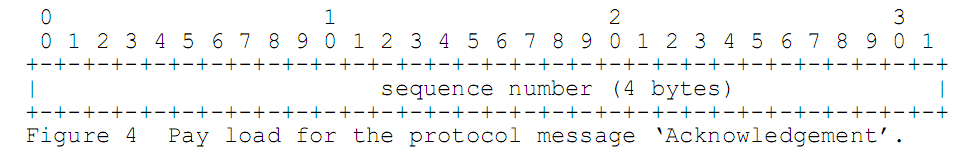 0                   1                   2                   3
 0 1 2 3 4 5 6 7 8 9 0 1 2 3 4 5 6 7 8 9 0 1 2 3 4 5 6 7 8 9 0 1
+-+-+-+-+-+-+-+-+-+-+-+-+-+-+-+-+-+-+-+-+-+-+-+-+-+-+-+-+-+-+-+-+
|                        sequence number (4 bytes)              |
+-+-+-+-+-+-+-+-+-+-+-+-+-+-+-+-+-+-+-+-+-+-+-+-+-+-+-+-+-+-+-+-+
Figure 4  Pay load for the protocol message ‘Acknowledgement’.